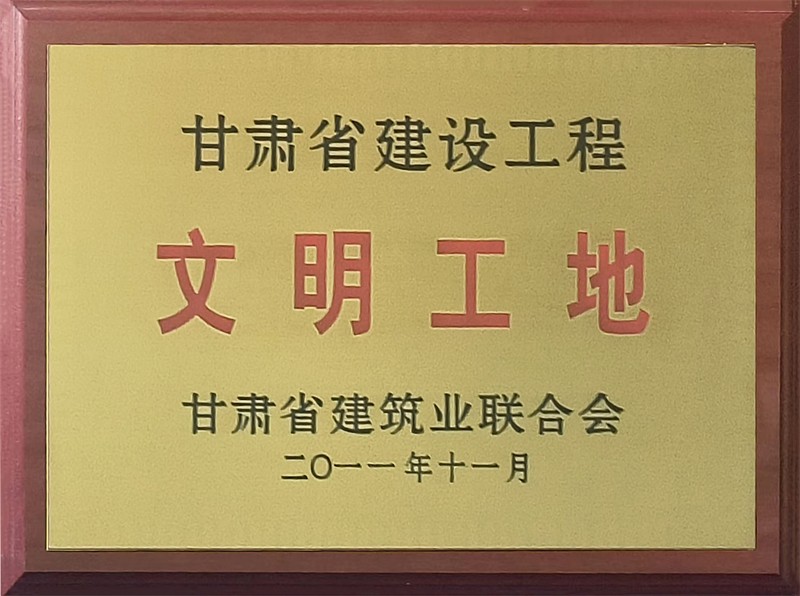 甘肃省建设工程
文明工地
甘肃省建筑业联合会
二〇一一年十一月